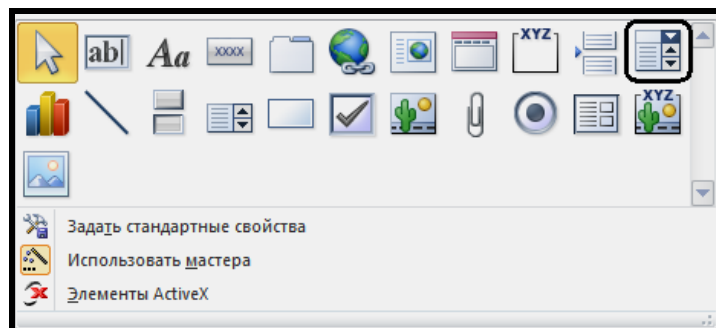 ab Aa XXXX XYZ
XYZ
Задать стандартные свойства
Использовать мастера
Элементы ActiveX